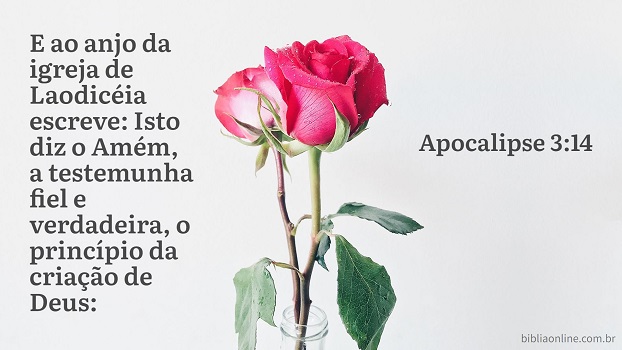 E ao anjo da
igreja de
Laodicéia
escreve: Isto
diz o Amém,
a testemunha
fiel e
verdadeira, o
princípio da
criação de
Deus:
Apocalipse 3:14
bibliaonline.com.br